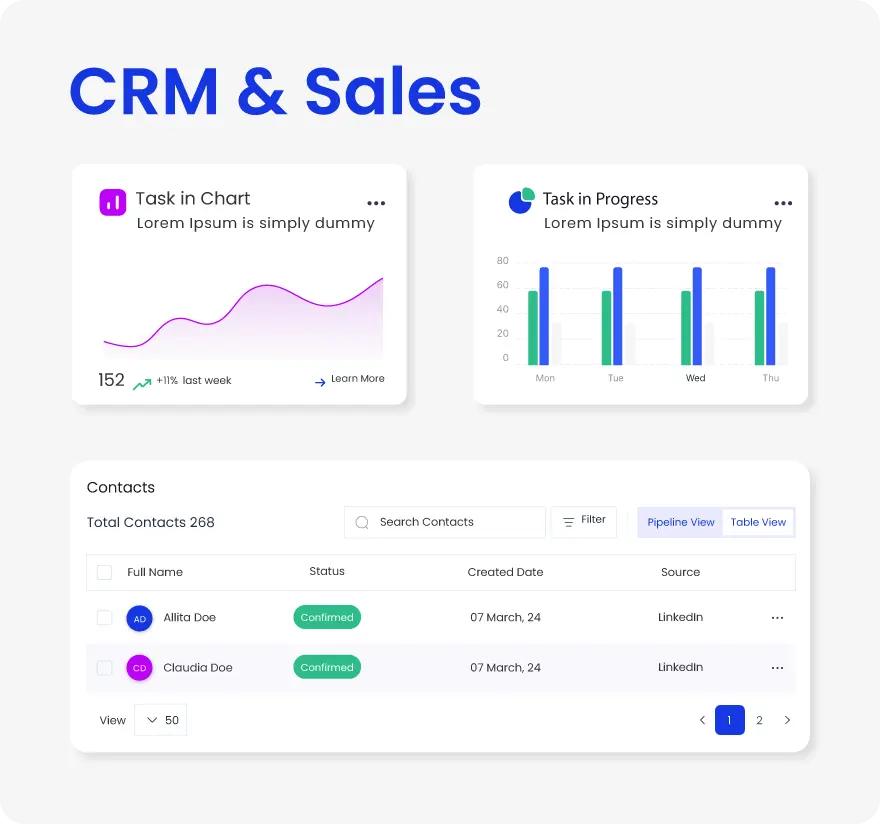 CRM & Sales
Task in Chart
Lorem Ipsum is simply dummy
152 +11% last week Learn More
Task in Progress
Lorem Ipsum is simply dummy
80
60
40
20
0
Mon Tue Wed Thu
Contacts
Total Contacts 268 Search Contacts Filter Pipeline View Table View
Full Name Status Created Date Source
AD Allita Doe Confirmed 07 March, 24 LinkedIn
CD Claudia Doe Confirmed 07 March, 24 LinkedIn
View 50 1 2